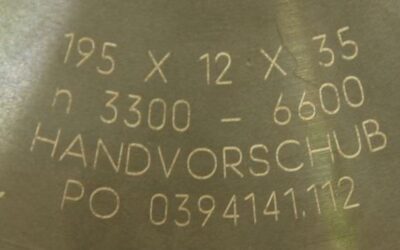 195 X 12 X 35
n 3300 - 6600
HANDVORSCHUB
PO 0394141.112